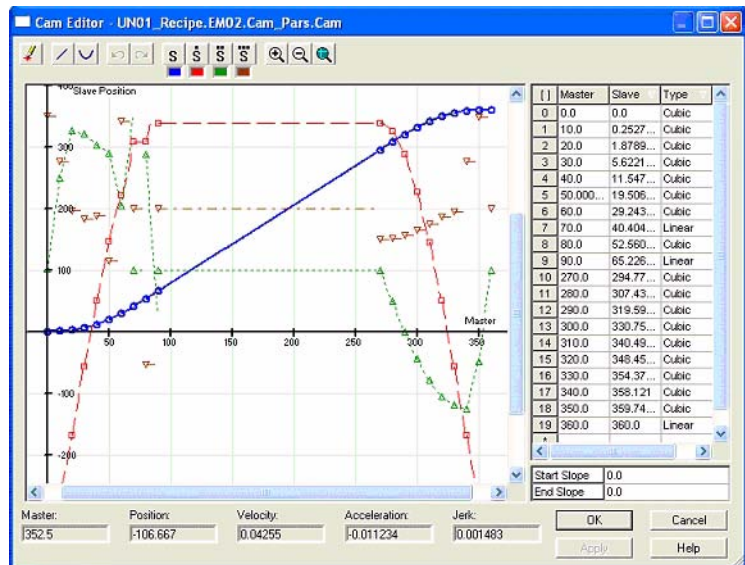 Cam Editor - UN01_Recipe.EM02.Cam_Pars.Cam
S S S S
Slave Position
400
300
200
100
0
-100
-200
50 100 150 200 250 300 350
Master
[ ] Master Slave Type
0 0.0 0.0 Cubic
1 10.0 0.2527... Cubic
2 20.0 1.8789... Cubic
3 30.0 5.6221... Cubic
4 40.0 11.547... Cubic
5 50.000... 19.506... Cubic
6 60.0 29.243... Cubic
7 70.0 40.404... Linear
8 80.0 52.560... Cubic
9 90.0 65.226... Linear
10 270.0 294.77... Cubic
11 280.0 307.43... Cubic
12 290.0 319.59... Cubic
13 300.0 330.75... Cubic
14 310.0 340.49... Cubic
15 320.0 348.45... Cubic
16 330.0 354.37... Cubic
17 340.0 358.121 Cubic
18 350.0 359.74... Cubic
19 360.0 360.0 Linear
*
Start Slope 0.0
End Slope 0.0
Master: Position: Velocity: Acceleration: Jerk:
352.5 -106.667 0.04255 -0.011234 0.001483
OK Cancel
Apply Help